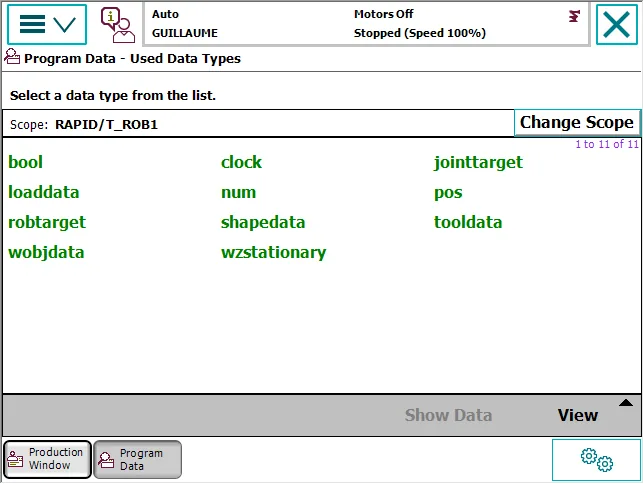 Auto Motors Off
GUILLAUME Stopped (Speed 100%)
Program Data - Used Data Types
Select a data type from the list.
Scope: RAPID/T_ROB1 Change Scope
1 to 11 of 11
bool clock jointtarget
loaddata num pos
robtarget shapedata tooldata
wobjdata wzstationary
Show Data View
Production Window
Program Data